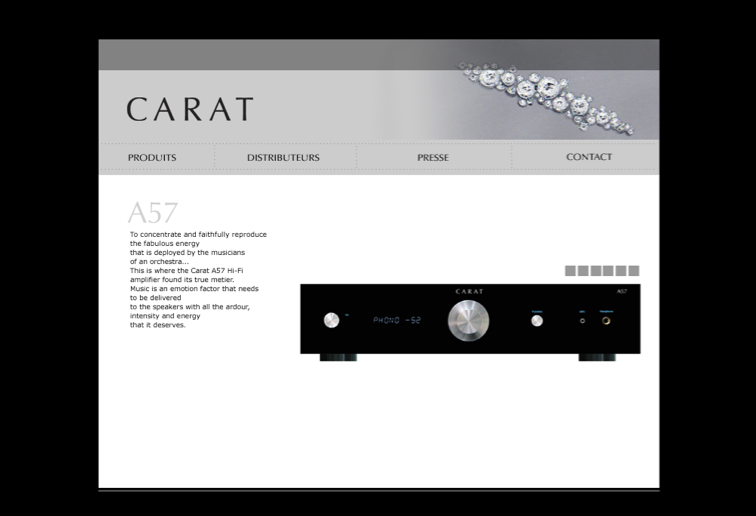 CARAT
PRODUITS
DISTRIBUTEURS
PRESSE
CONTACT
A57
To concentrate and faithfully reproduce
the fabulous energy
that is deployed by the musicians
of an orchestra...
This is where the Carat A57 Hi-Fi
amplifier found its true metier.
Music is an emotion factor that needs
to be delivered
to the speakers with all the ardour,
intensity and energy
that it deserves.
CARAT
A57
PHONO -52